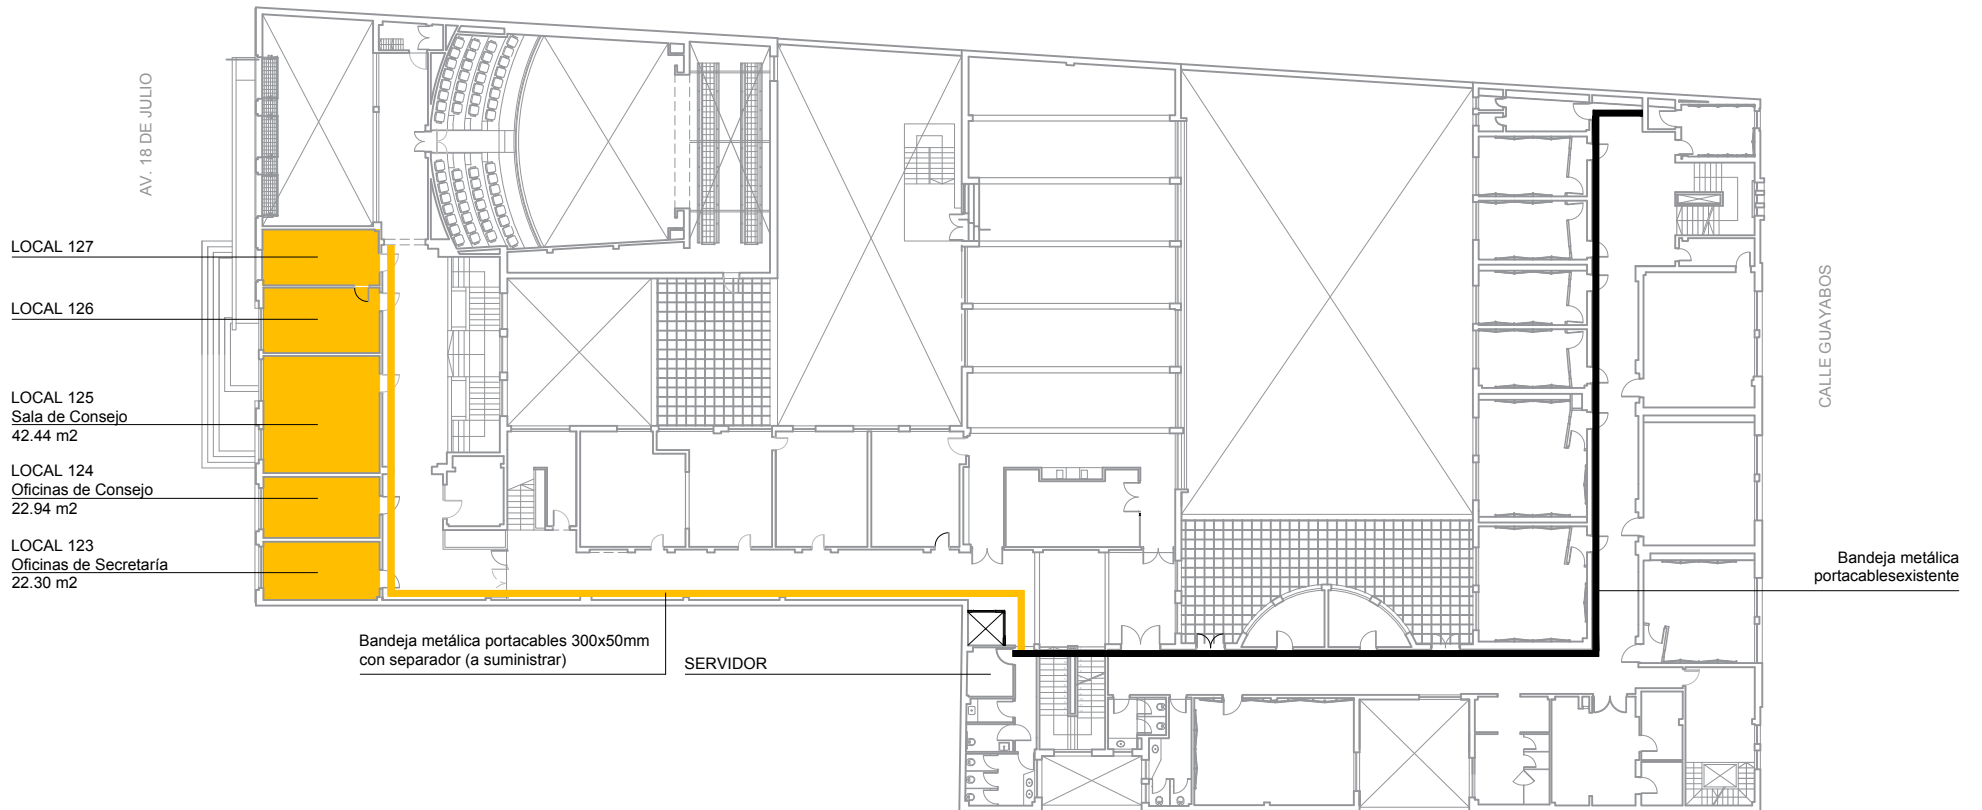 AV. 18 DE JULIO
LOCAL 127
LOCAL 126
LOCAL 125
Sala de Consejo
42.44 m2
LOCAL 124
Oficinas de Consejo
22.94 m2
LOCAL 123
Oficinas de Secretaría
22.30 m2
Bandeja metálica portacables 300x50mm
con separador (a suministrar)
SERVIDOR
CALLE GUAYABOS
Bandeja metálica
portacablesexistente